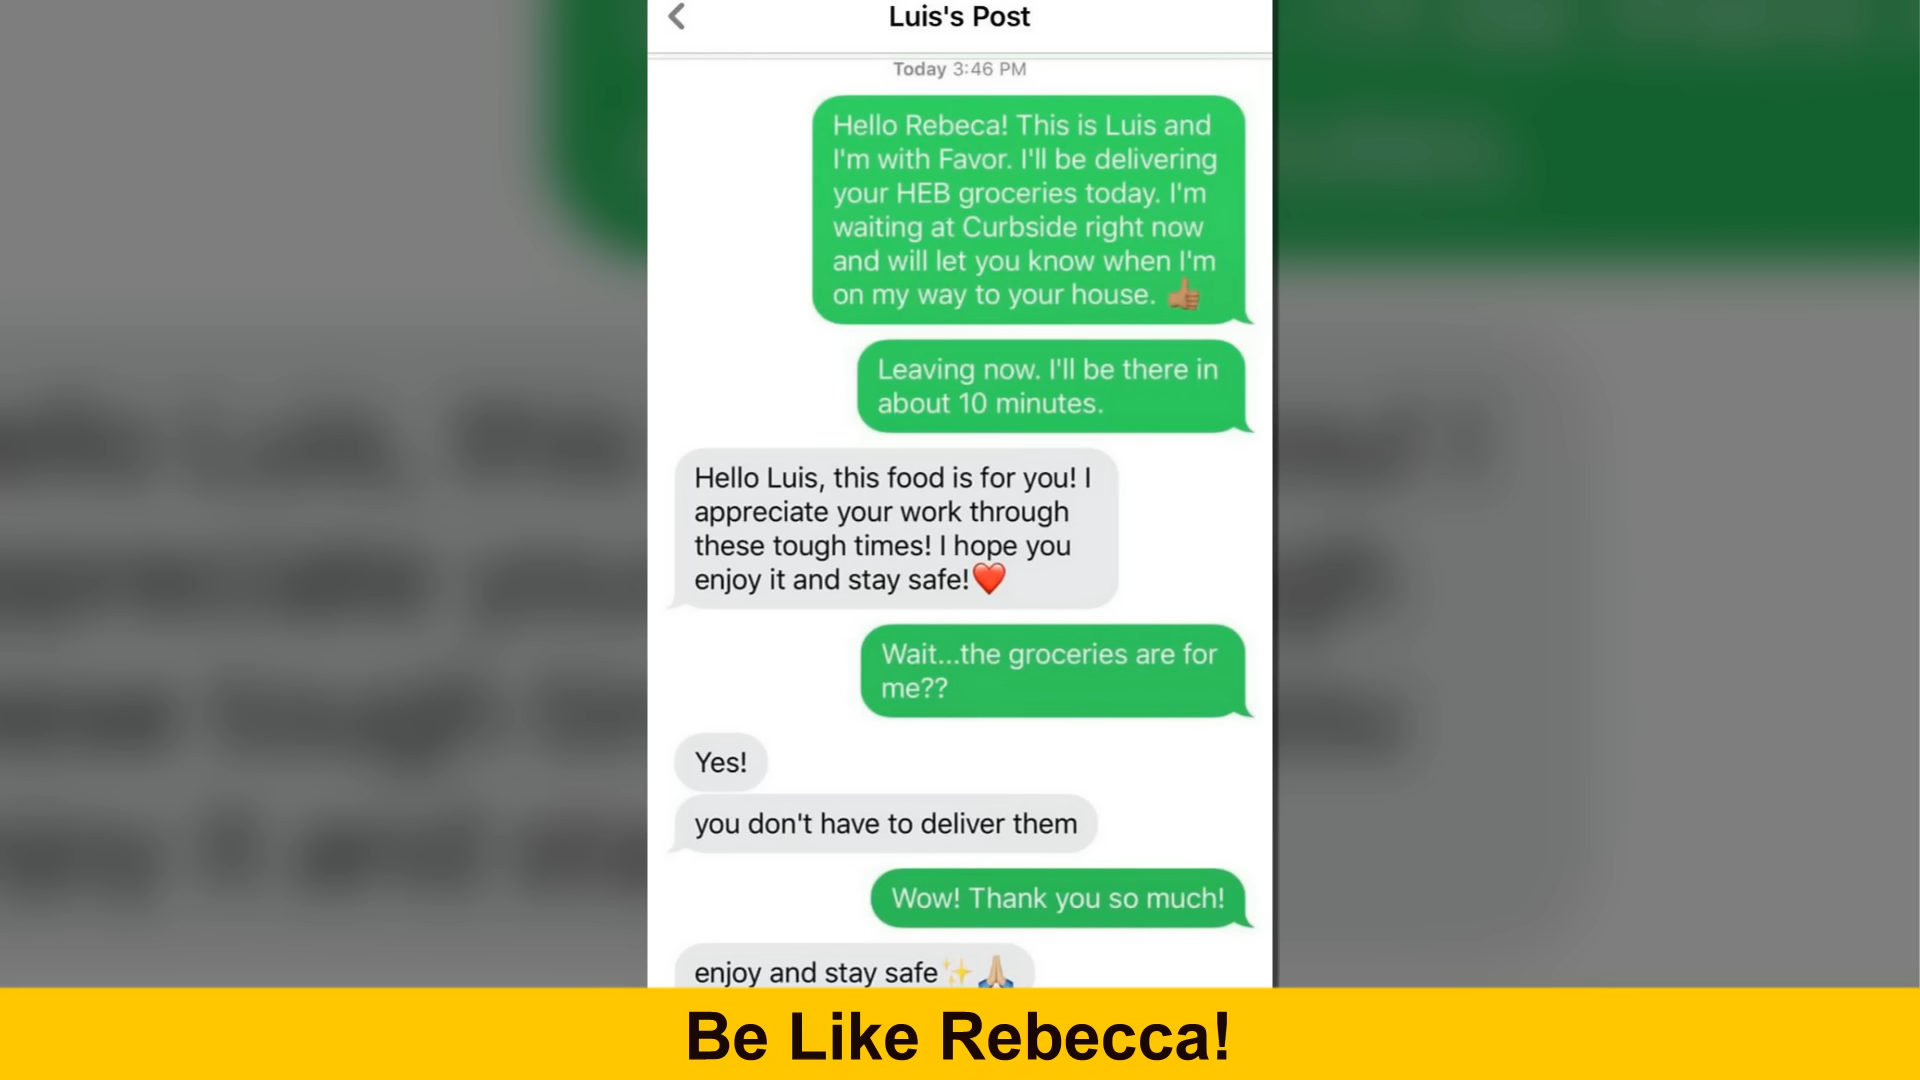 Luis's Post
Today 3:46 PM
Hello Rebeca! This is Luis and
I'm with Favor. I'll be delivering
your HEB groceries today. I'm
waiting at Curbside right now
and will let you know when I'm
on my way to your house. 👍🏽
Leaving now. I'll be there in
about 10 minutes.
Hello Luis, this food is for you! I
appreciate your work through
these tough times! I hope you
enjoy it and stay safe!❤️
Wait...the groceries are for
me??
Yes!
you don't have to deliver them
Wow! Thank you so much!
enjoy and stay safe✨🙏🏼
Be Like Rebecca!